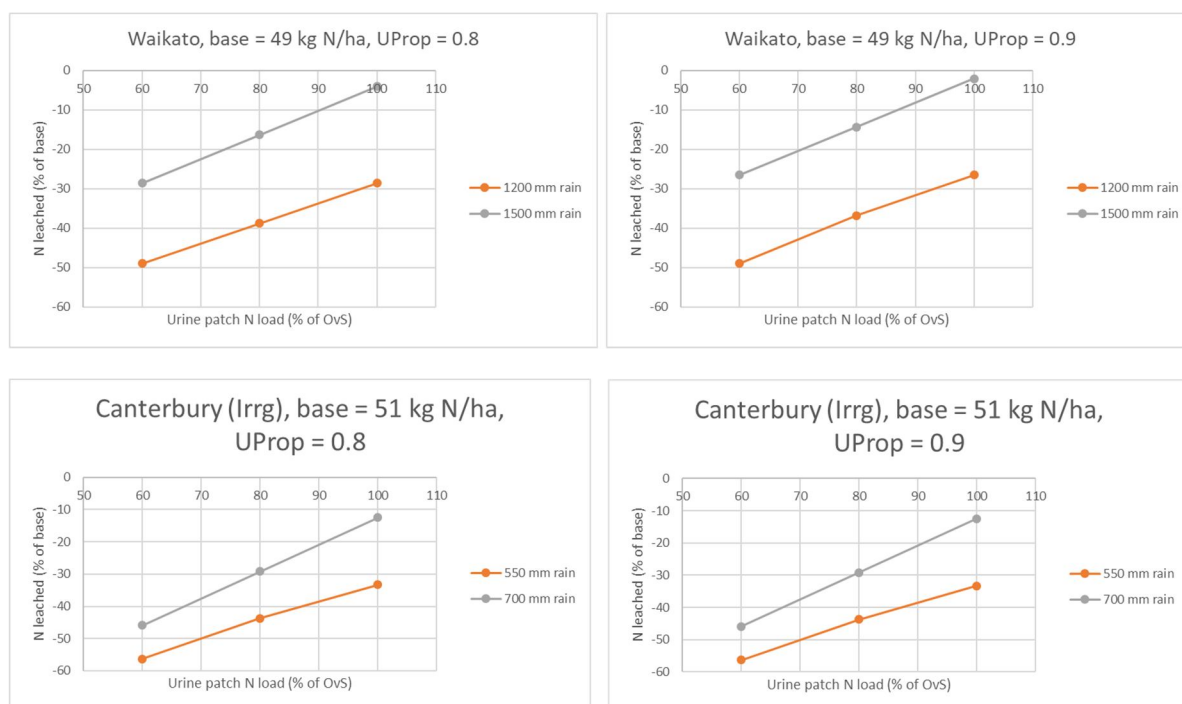 Waikato, base = 49 kg N/ha, UProp = 0.8
0
50 60 70 80 90 100 110
-10
-20
-30
-40
-50
-60
N leached (% of base)
Urine patch N load (% of OvS)
1200 mm rain
1500 mm rain
Waikato, base = 49 kg N/ha, UProp = 0.9
0
50 60 70 80 90 100 110
-10
-20
-30
-40
-50
-60
N leached (% of base)
Urine patch N load (% of OvS)
1200 mm rain
1500 mm rain
Canterbury (Irrg), base = 51 kg N/ha,
UProp = 0.8
0
50 60 70 80 90 100 110
-10
-20
-30
-40
-50
-60
N leached (% of base)
Urine patch N load (% of OvS)
550 mm rain
700 mm rain
Canterbury (Irrg), base = 51 kg N/ha,
UProp = 0.9
0
50 60 70 80 90 100 110
-10
-20
-30
-40
-50
-60
N leached (% of base)
Urine patch N load (% of OvS)
550 mm rain
700 mm rain